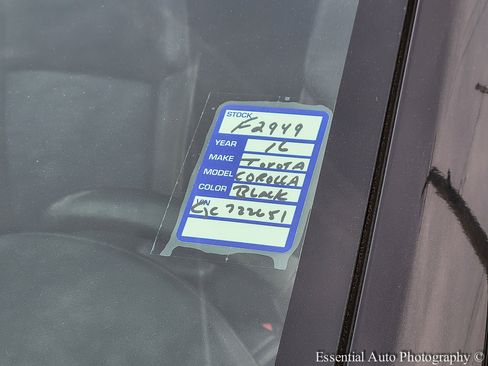 STOCK
F2949
YEAR 16
MAKE TOYOTA
MODEL COROLLA
COLOR BLACK
VIN GC 722651
Essential Auto Photography ©